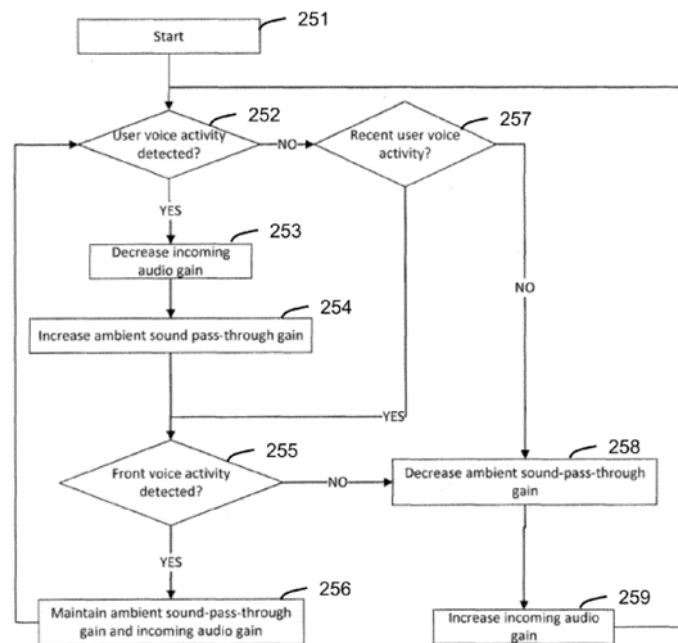 251
Start
252
User voice activity
detected?
NO
257
Recent user voice
activity?
YES
253
Decrease incoming
audio gain
254
Increase ambient sound pass-through gain
NO
YES
255
Front voice activity
detected?
NO
258
Decrease ambient sound-pass-through
gain
YES
256
Maintain ambient sound-pass-through
gain and incoming audio gain
259
Increase incoming audio
gain